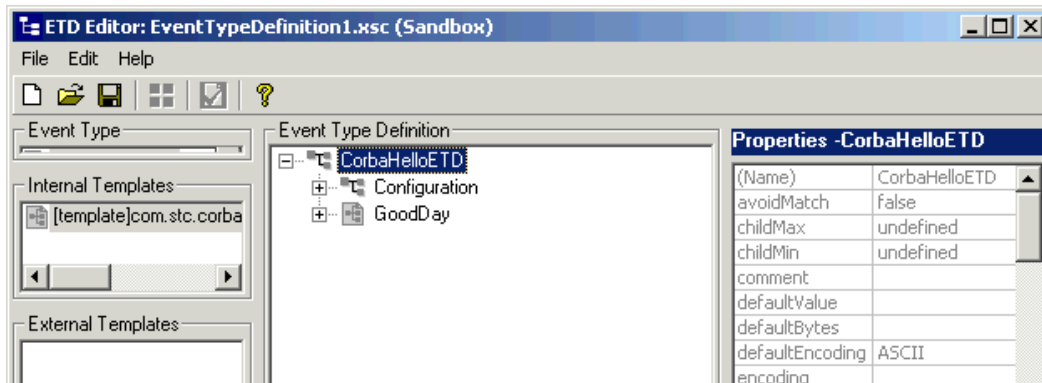 ETD Editor: EventTypeDefinition1.xsc (Sandbox)
File Edit Help
Event Type
Internal Templates
[template]com.stc.corba
External Templates
Event Type Definition
CorbaHelloETD
Configuration
GoodDay
Properties -CorbaHelloETD
(Name) CorbaHelloETD
avoidMatch false
childMax undefined
childMin undefined
comment
defaultValue
defaultBytes
defaultEncoding ASCII
encoding